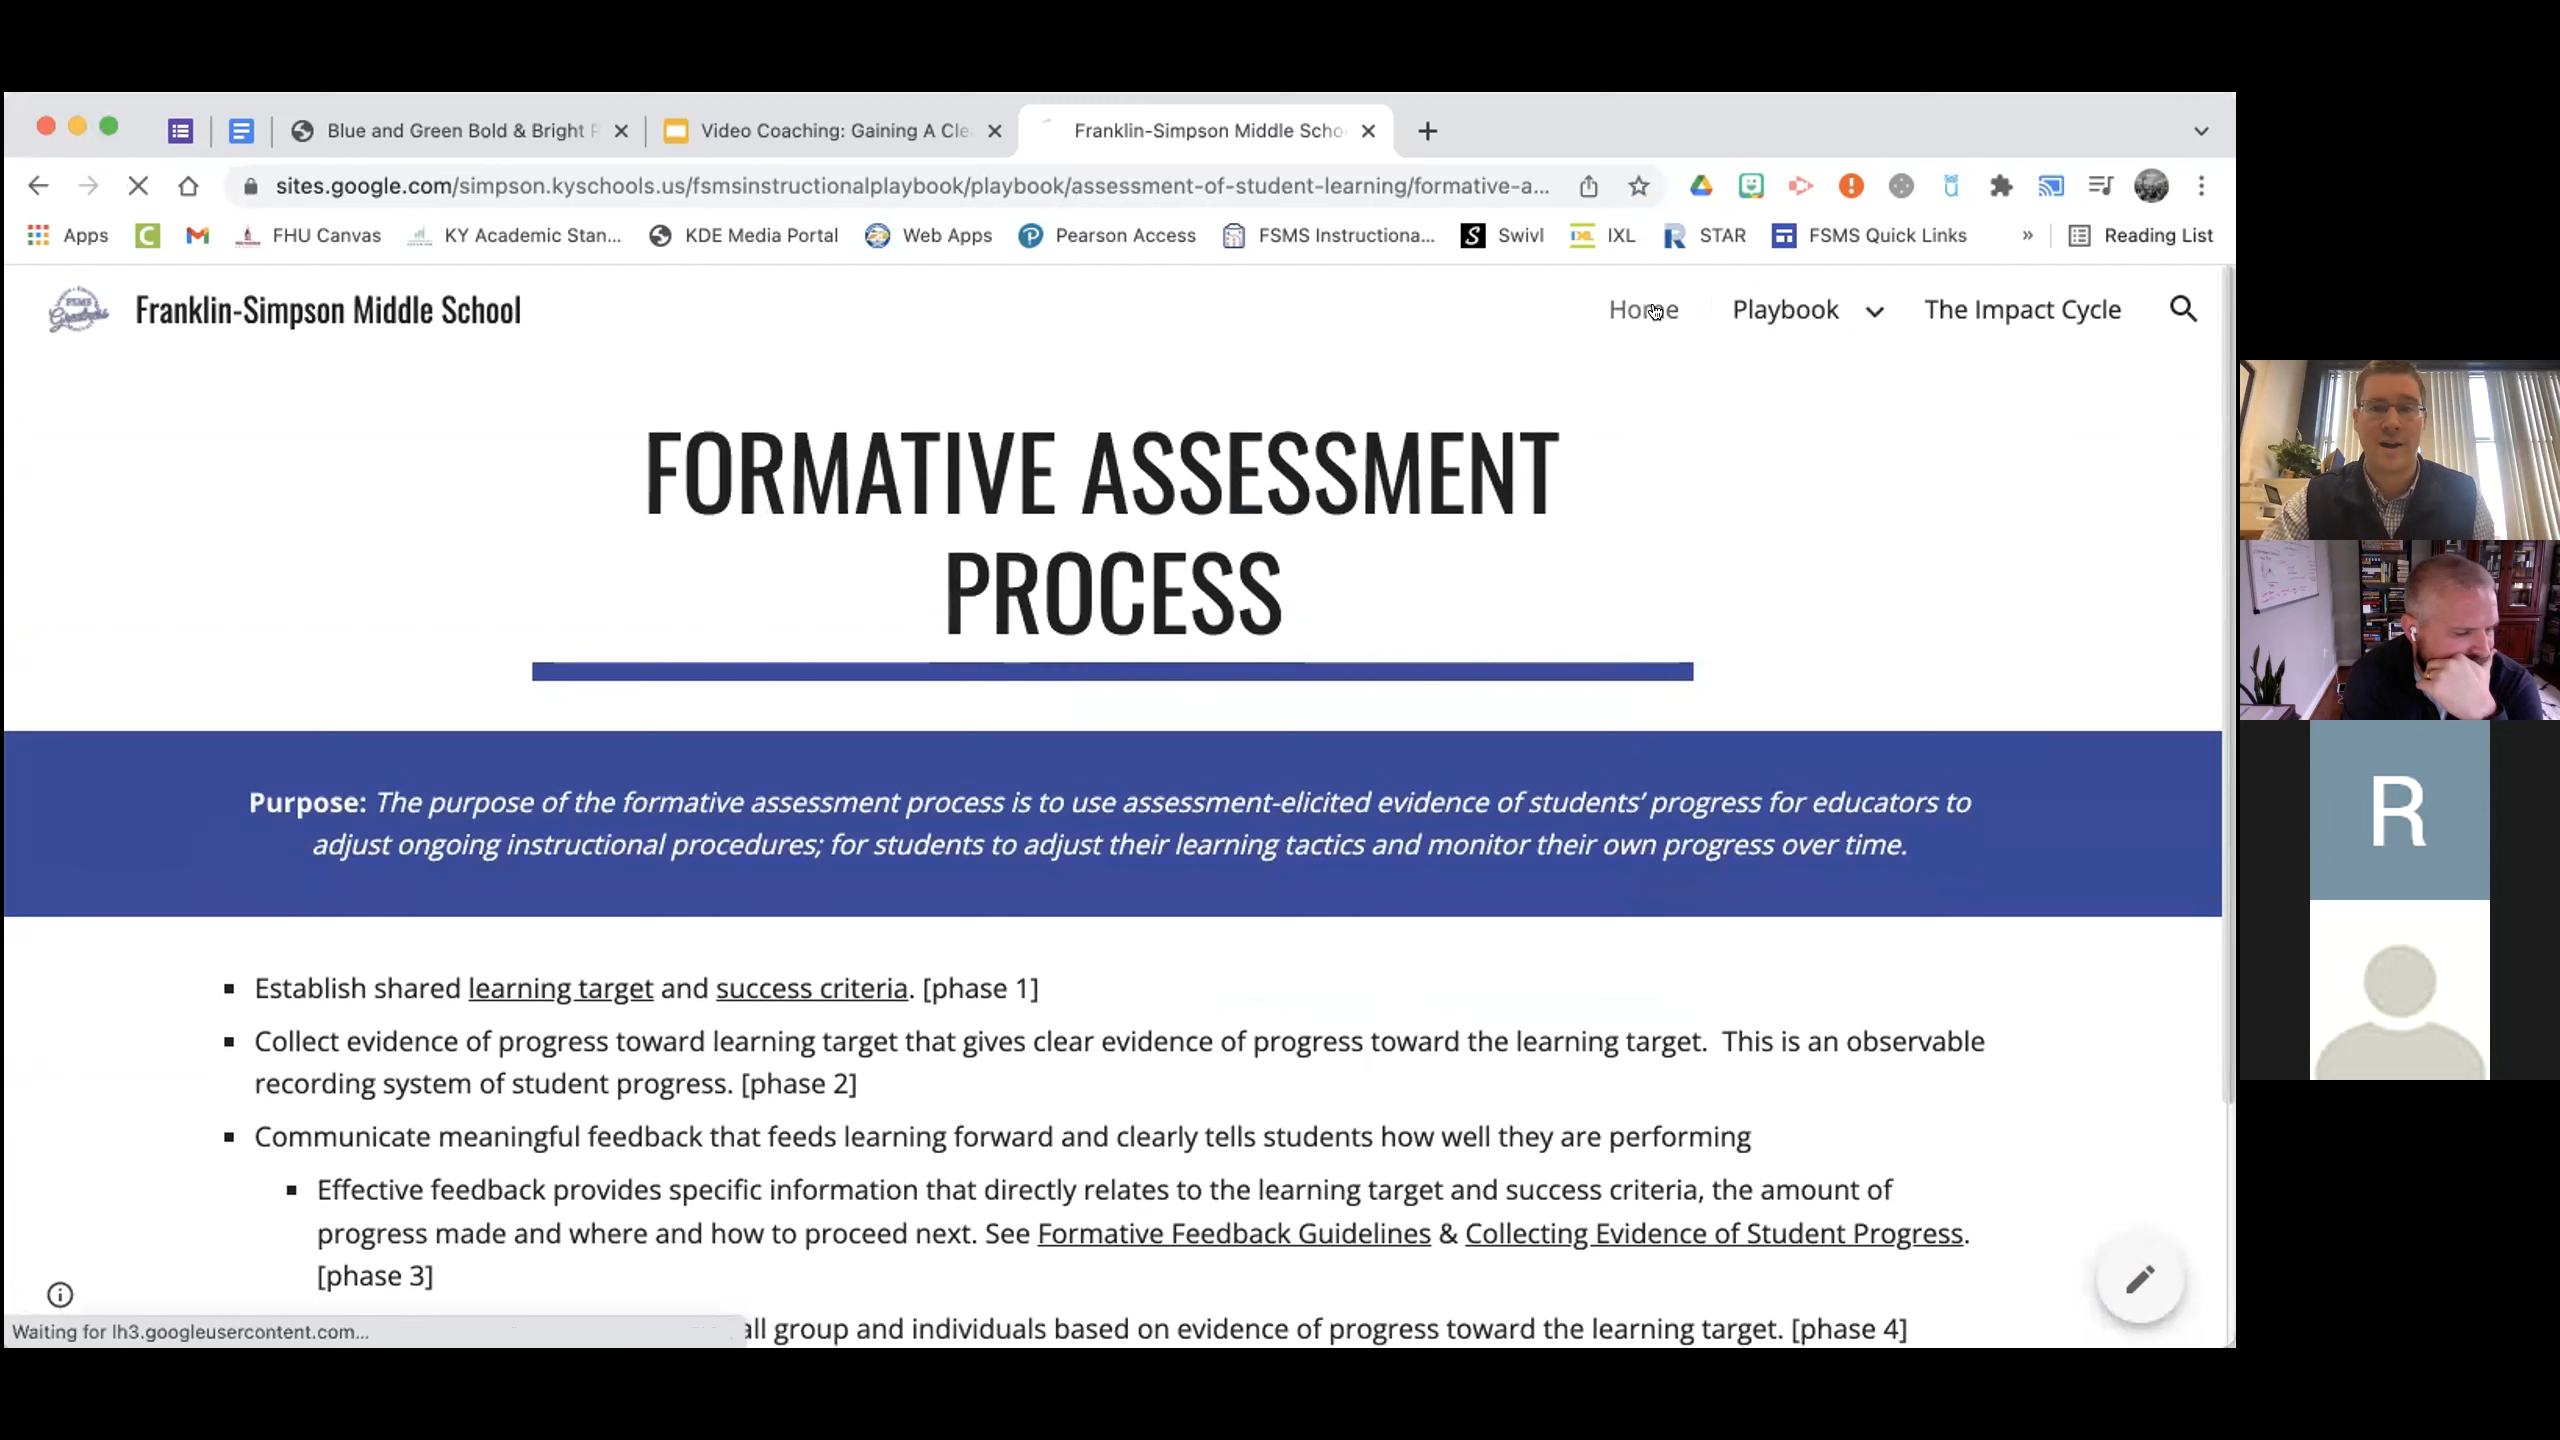 Blue and Green Bold & Bright
Video Coaching: Gaining A Cle
Franklin-Simpson Middle Scho
sites.google.com/simpson.kyschools.us/fsmsinstructionalplaybook/playbook/assessment-of-student-learning/formative-a...
Apps FHU Canvas KY Academic Stan... KDE Media Portal Web Apps Pearson Access FSMS Instructiona... Swivl IXL STAR FSMS Quick Links » Reading List
Franklin-Simpson Middle School
Home Playbook The Impact Cycle
FORMATIVE ASSESSMENT
PROCESS
Purpose: The purpose of the formative assessment process is to use assessment-elicited evidence of students’ progress for educators to
adjust ongoing instructional procedures; for students to adjust their learning tactics and monitor their own progress over time.
Establish shared learning target and success criteria. [phase 1]
Collect evidence of progress toward learning target that gives clear evidence of progress toward the learning target. This is an observable
recording system of student progress. [phase 2]
Communicate meaningful feedback that feeds learning forward and clearly tells students how well they are performing
Effective feedback provides specific information that directly relates to the learning target and success criteria, the amount of
progress made and where and how to proceed next. See Formative Feedback Guidelines & Collecting Evidence of Student Progress.
[phase 3]
all group and individuals based on evidence of progress toward the learning target. [phase 4]
Waiting for lh3.googleusercontent.com...
R